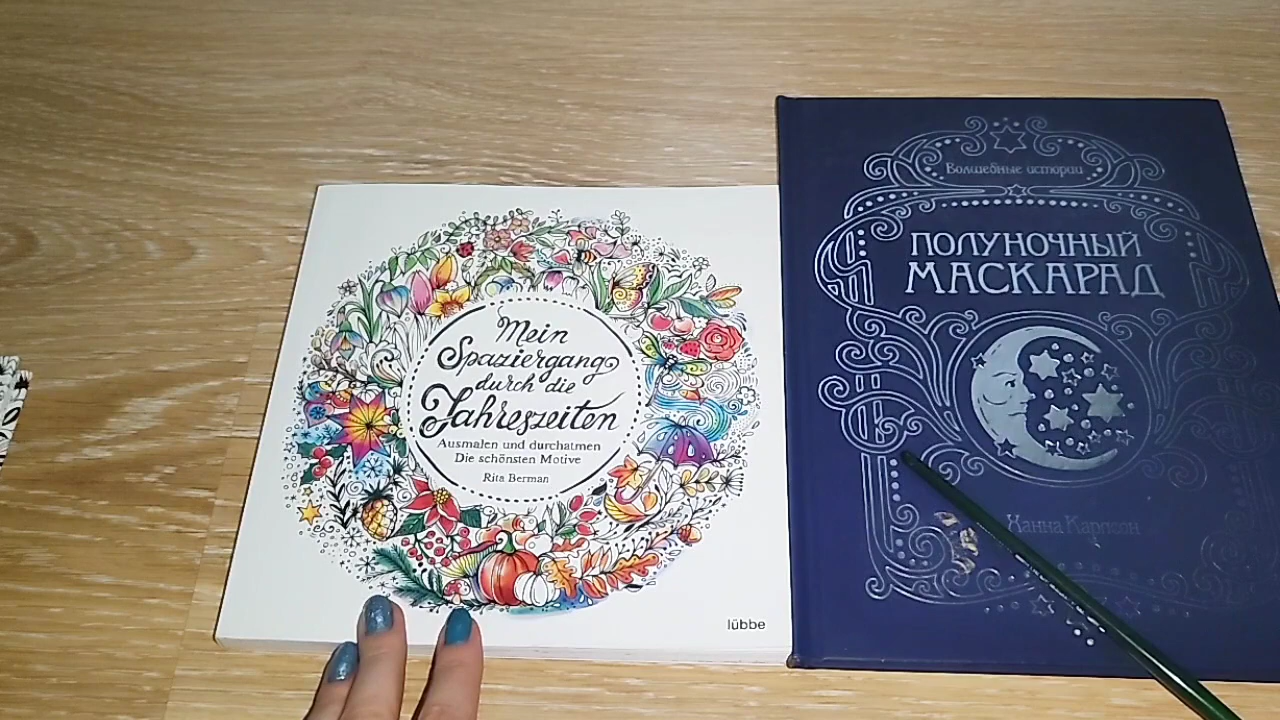 Mein
Spaziergang
durch die
Jahreszeiten
Ausmalen und durchatmen
Die schönsten Motive
Rita Berman
lübbe
Волшебные истории
ПОЛУНОЧНЫЙ
МАСКАРАД
Ханна Карлсон